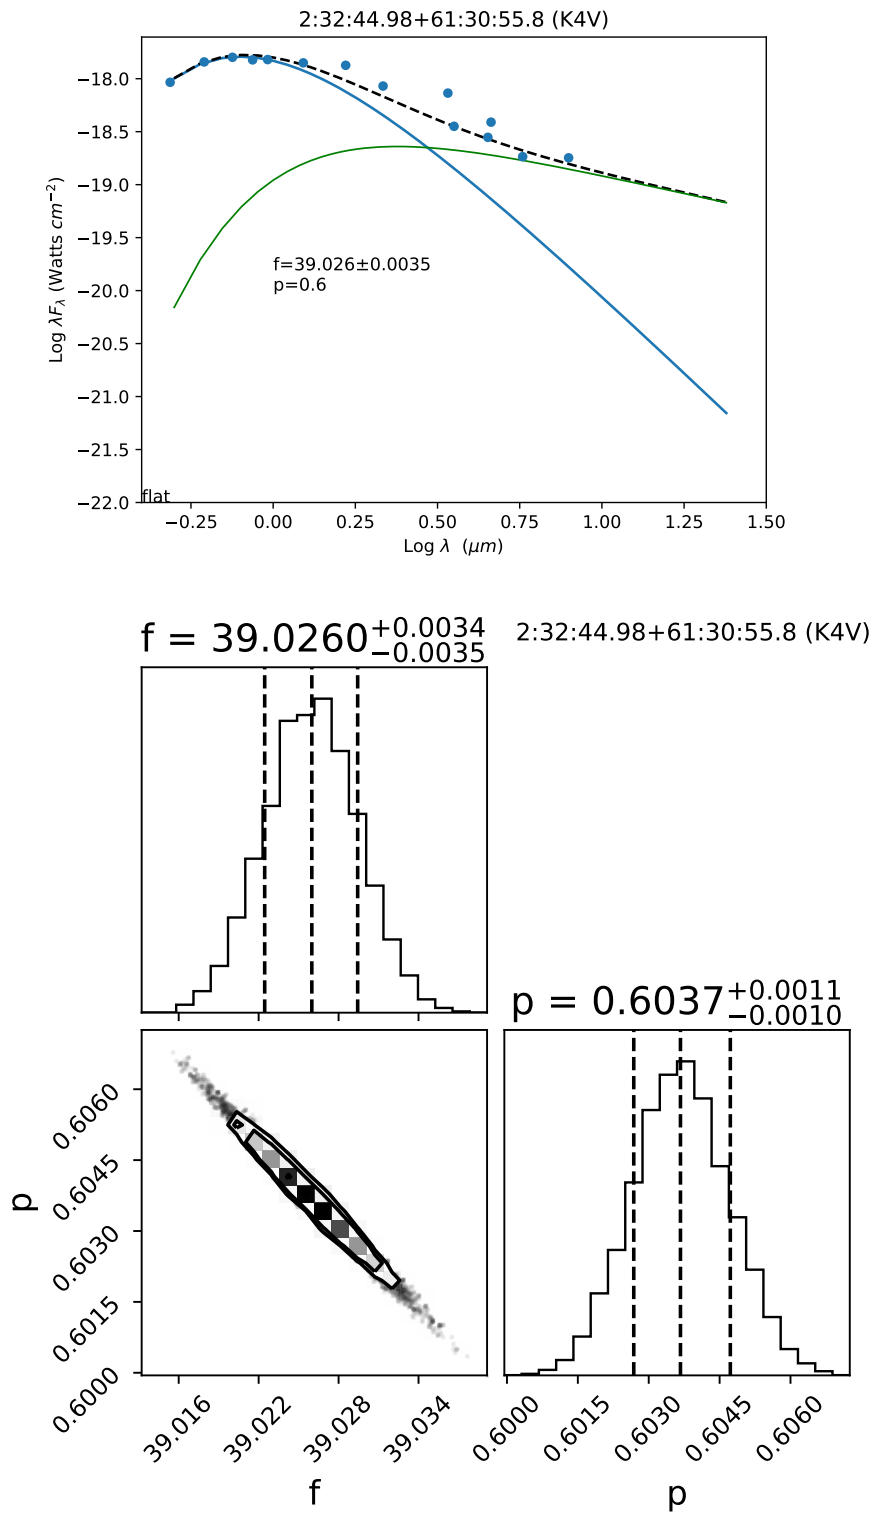 2:32:44.98+61:30:55.8 (K4V)
Log λFλ (Watts cm⁻²)
−18.0
−18.5
−19.0
−19.5
−20.0
−20.5
−21.0
−21.5
−22.0
f=39.026±0.0035
p=0.6
flat
−0.25 0.00 0.25 0.50 0.75 1.00 1.25 1.50
Log λ (μm)
f = 39.0260+0.0034
−0.0035
2:32:44.98+61:30:55.8 (K4V)
p = 0.6037+0.0011
−0.0010
p
0.6060
0.6045
0.6030
0.6015
0.6000
39.016 39.022 39.028 39.034
f
0.6000 0.6015 0.6030 0.6045 0.6060
p